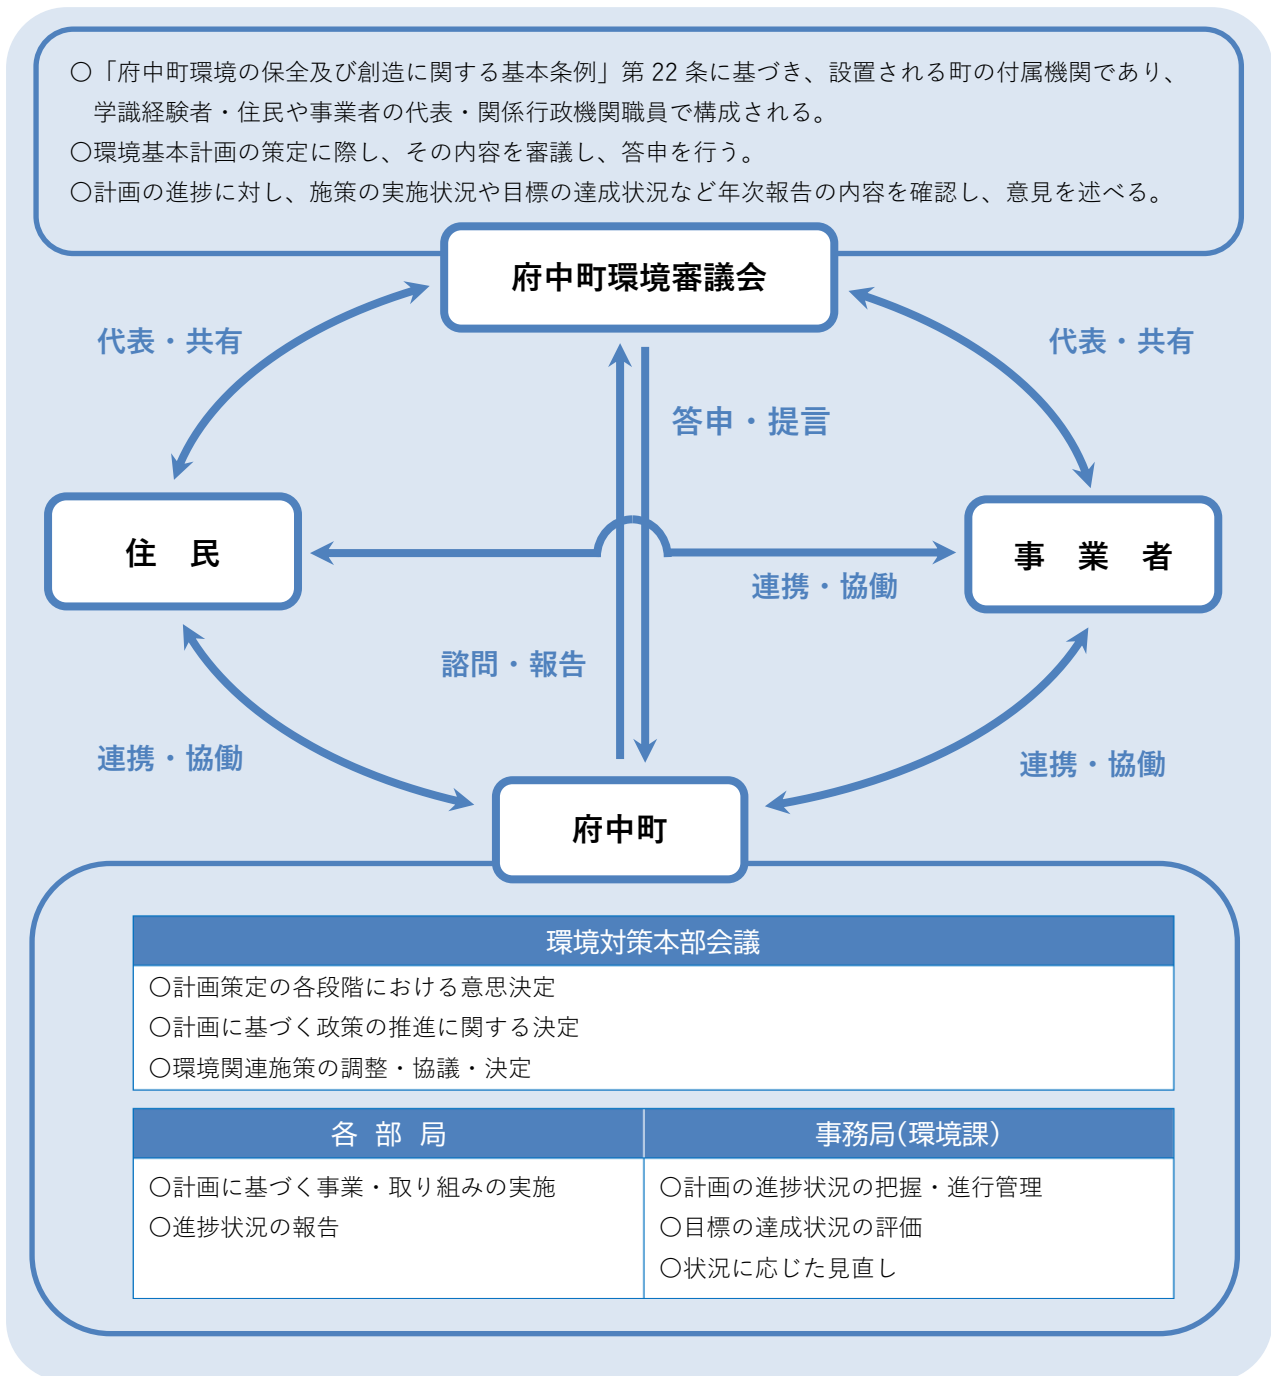 〇「府中町環境の保全及び創造に関する基本条例」第 22 条に基づき、設置される町の付属機関であり、
学識経験者・住民や事業者の代表・関係行政機関職員で構成される。
〇環境基本計画の策定に際し、その内容を審議し、答申を行う。
〇計画の進捗に対し、施策の実施状況や目標の達成状況など年次報告の内容を確認し、意見を述べる。
府中町環境審議会
代表・共有
代表・共有
答申・提言
住　民
事　業　者
連携・協働
諮問・報告
連携・協働
連携・協働
府中町
環境対策本部会議
〇計画策定の各段階における意思決定
〇計画に基づく政策の推進に関する決定
〇環境関連施策の調整・協議・決定
各 部 局
〇計画に基づく事業・取り組みの実施
〇進捗状況の報告
事務局（環境課）
〇計画の進捗状況の把握・進行管理
〇目標の達成状況の評価
〇状況に応じた見直し